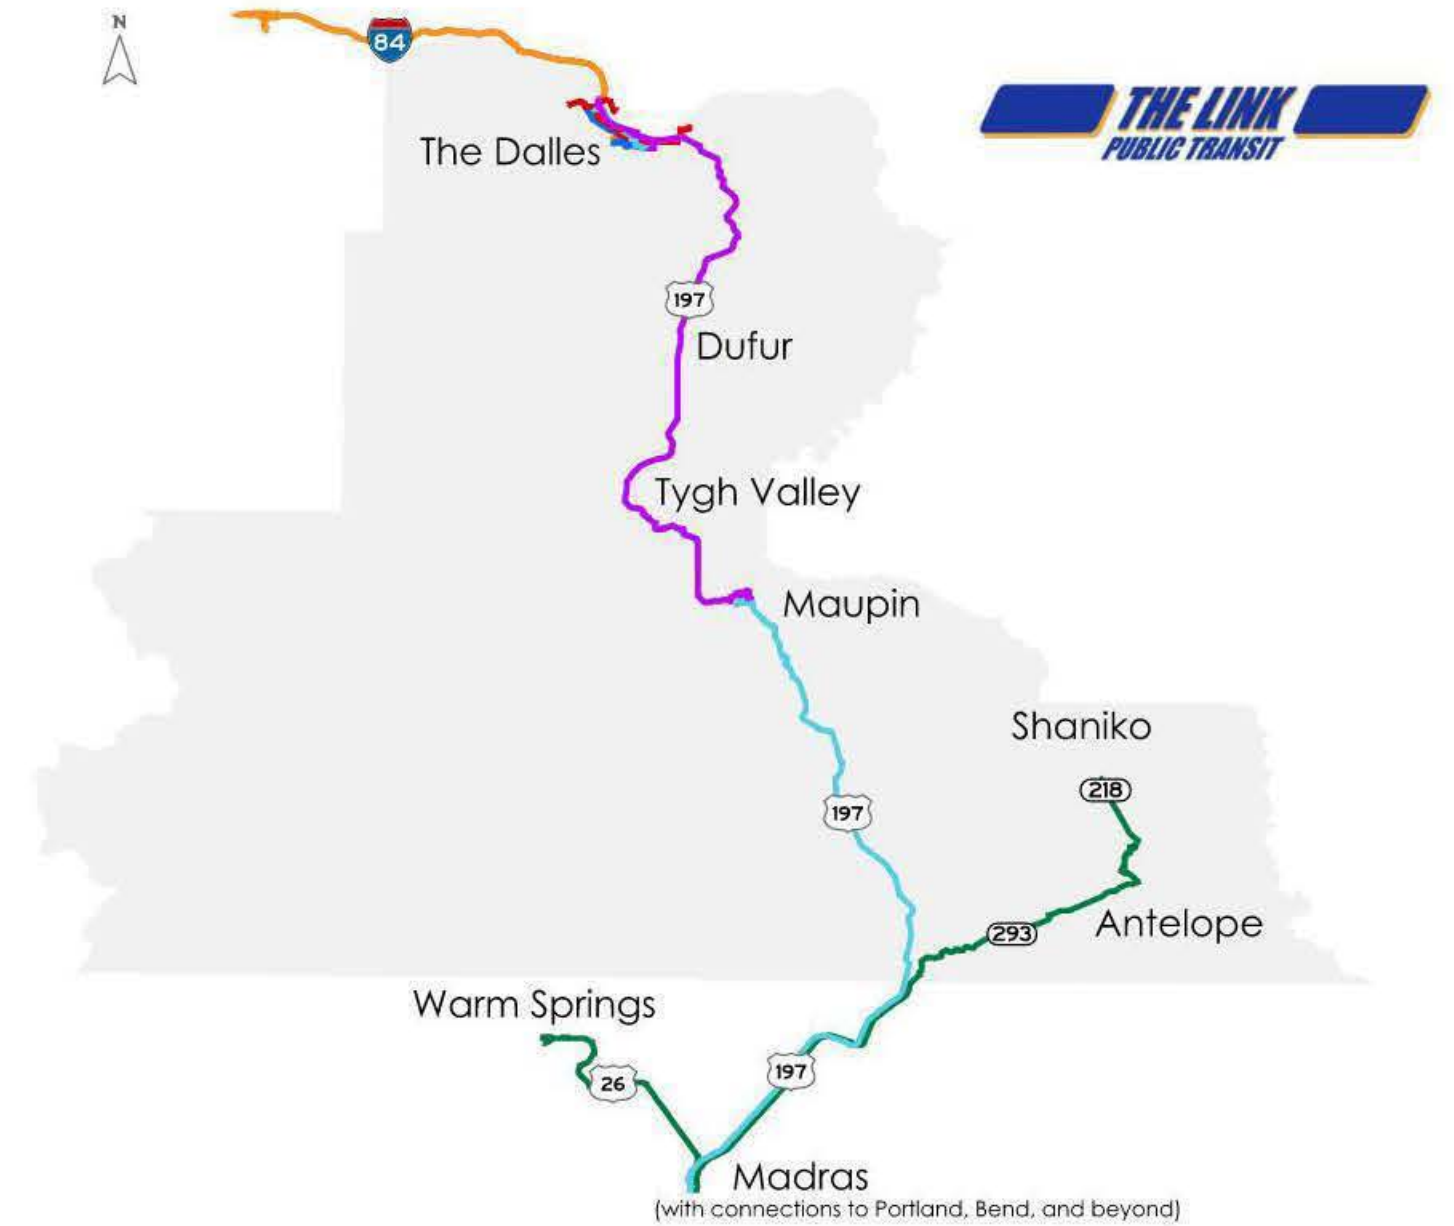 N
84
THE LINK
PUBLIC TRANSIT
The Dalles
197
Dufur
Tygh Valley
Maupin
Shaniko
218
197
Antelope
293
Warm Springs
197
26
Madras
(with connections to Portland, Bend, and beyond)